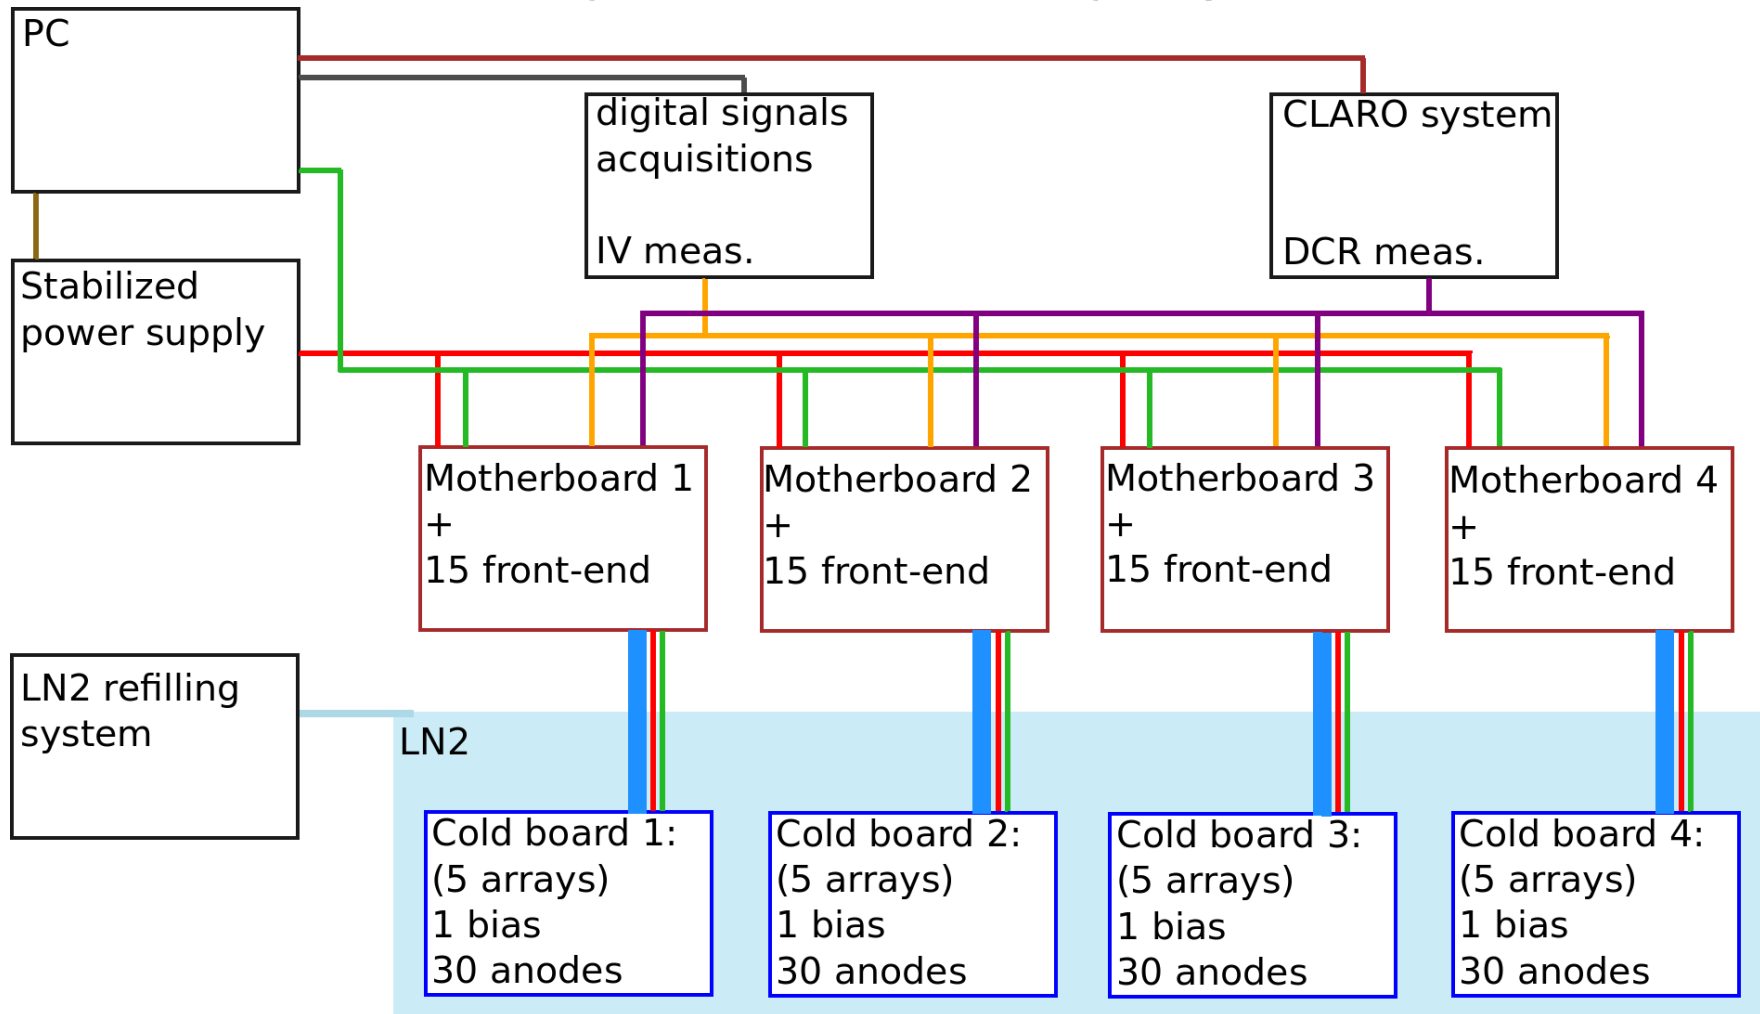 PC
digital signals
acquisitions
IV meas.
CLARO system
DCR meas.
Stabilized
power supply
Motherboard 1
+
15 front-end
Motherboard 2
+
15 front-end
Motherboard 3
+
15 front-end
Motherboard 4
+
15 front-end
LN2 refilling
system
LN2
Cold board 1:
(5 arrays)
1 bias
30 anodes
Cold board 2:
(5 arrays)
1 bias
30 anodes
Cold board 3:
(5 arrays)
1 bias
30 anodes
Cold board 4:
(5 arrays)
1 bias
30 anodes